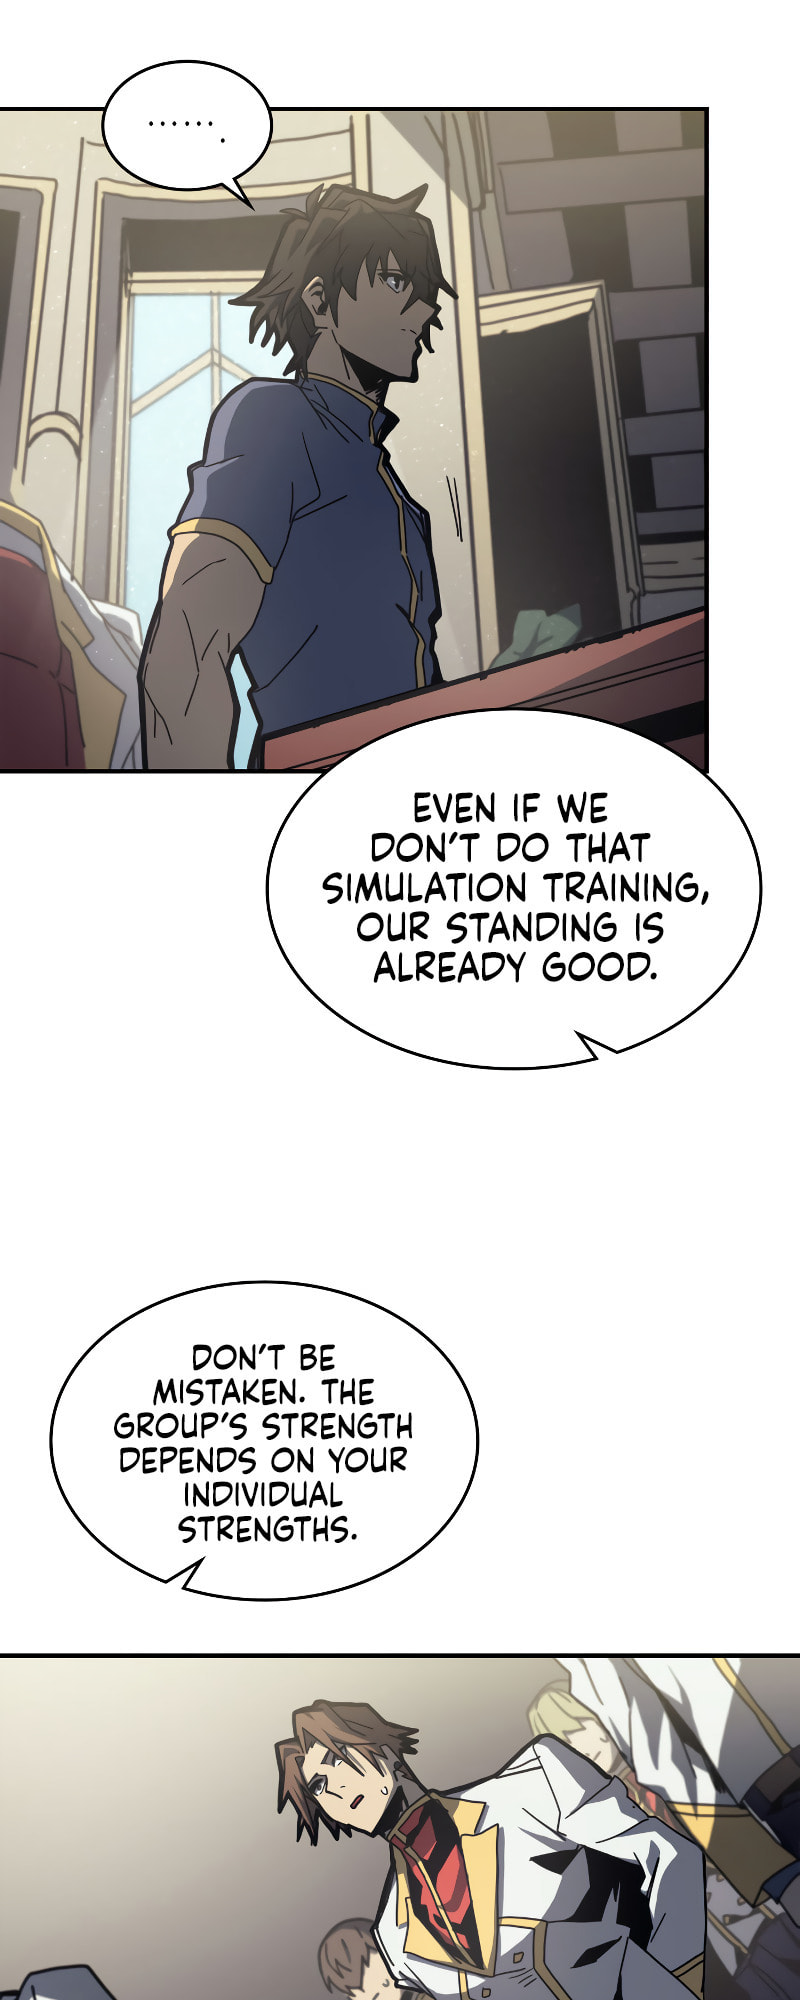 .......
EVEN IF WE
DON'T DO THAT
SIMULATION TRAINING,
OUR STANDING IS
ALREADY GOOD.
DON'T BE
MISTAKEN. THE
GROUP'S STRENGTH
DEPENDS ON YOUR
INDIVIDUAL
STRENGTHS.